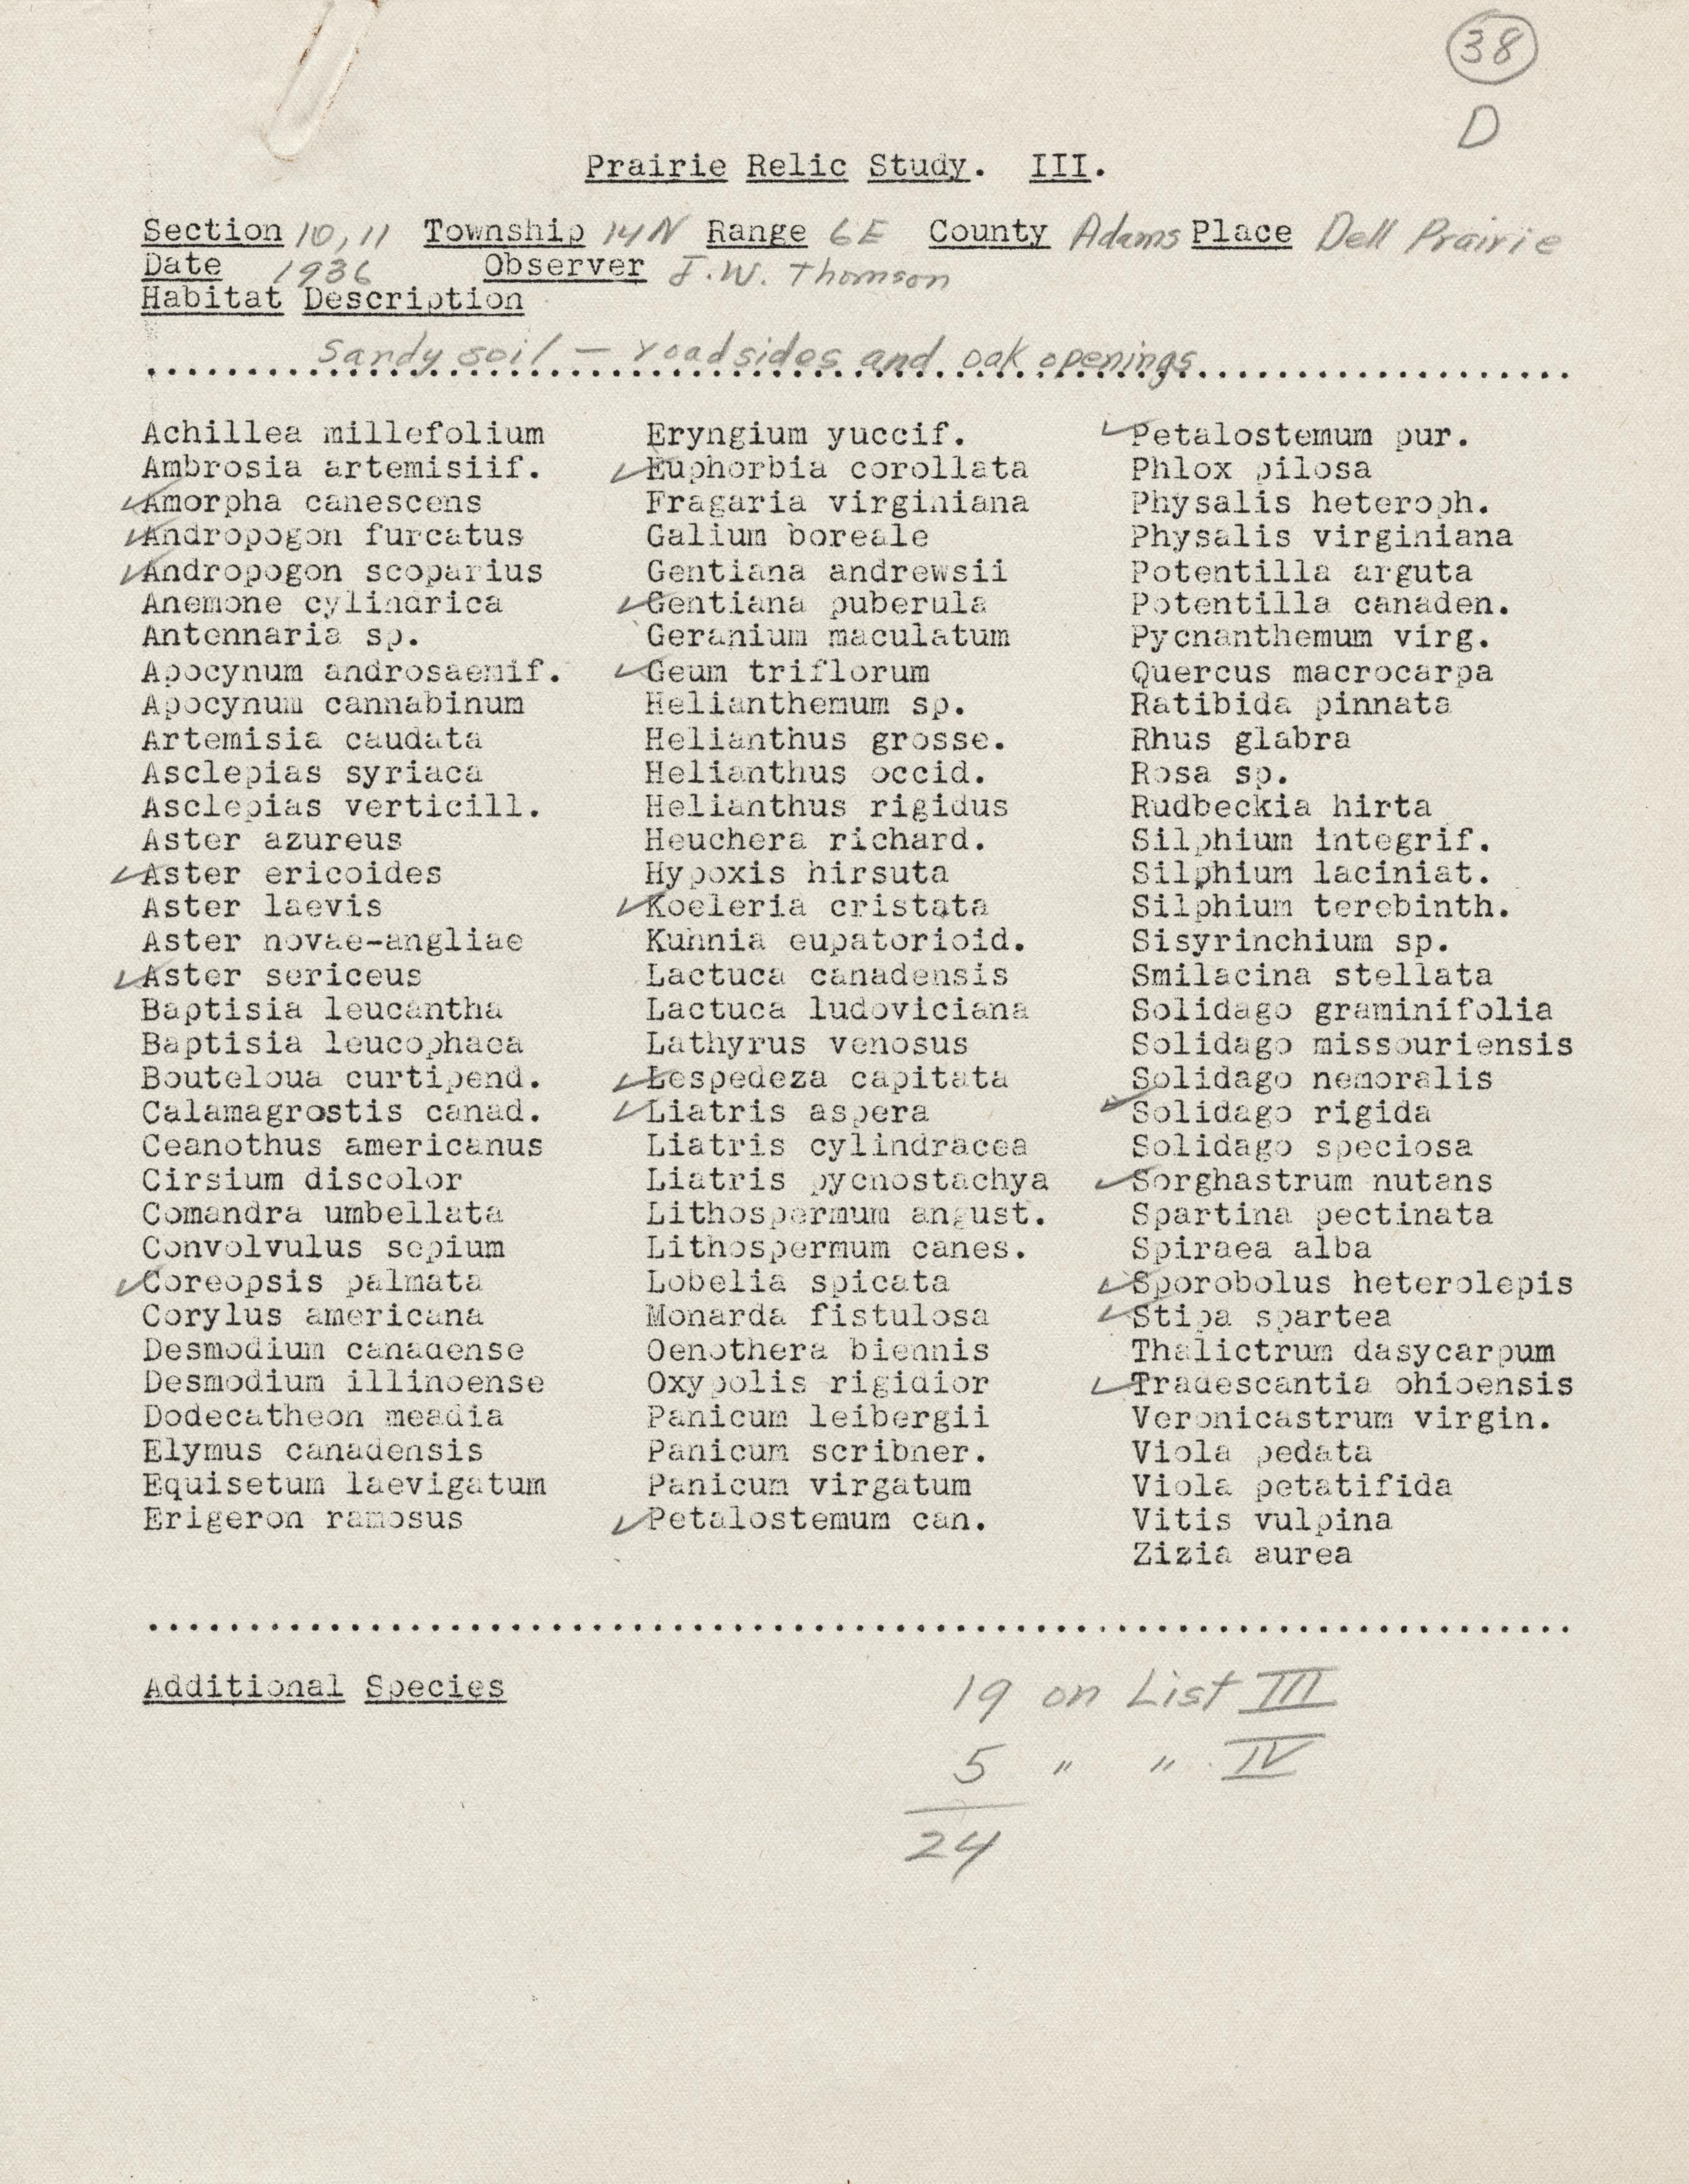 38
D
Prairie Relic Study. III.
Section 10, 11 Township 14N Range 6E County Adams Place Dell Prairie
Date 1936 Observer J.W. Thomson
Habitat Description
Sandy soil — roadsides and oak openings
Achillea millefolium
Ambrosia artemisiif.
✓Amorpha canescens
✓Andropogon furcatus
✓Andropogon scoparius
Anemone cylindrica
Antennaria sp.
Apocynum androsaemif.
Apocynum cannabinum
Artemisia caudata
Asclepias syriaca
Asclepias verticill.
Aster azureus
✓Aster ericoides
Aster laevis
Aster novae-angliae
✓Aster sericeus
Baptisia leucantha
Baptisia leucophaea
Bouteloua curtipend.
Calamagrostis canad.
Ceanothus americanus
Cirsium discolor
Comandra umbellata
Convolvulus sepium
✓Coreopsis palmata
Corylus americana
Desmodium canadense
Desmodium illinoense
Dodecatheon meadia
Elymus canadensis
Equisetum laevigatum
Erigeron ramosus
Eryngium yuccif.
✓Euphorbia corollata
Fragaria virginiana
Galium boreale
Gentiana andrewsii
✓Gentiana puberula
Geranium maculatum
✓Geum triflorum
Helianthemum sp.
Helianthus grosse.
Helianthus occid.
Helianthus rigidus
Heuchera richard.
Hypoxis hirsuta
✓Koeleria cristata
Kuhnia eupatorioid.
Lactuca canadensis
Lactuca ludoviciana
Lathyrus venosus
✓Lespedeza capitata
✓Liatris aspera
Liatris cylindracea
Liatris pycnostachya
Lithospermum angust.
Lithospermum canes.
Lobelia spicata
Monarda fistulosa
Oenothera biennis
Oxypolis rigidior
Panicum leibergii
Panicum scribner.
Panicum virgatum
✓Petalostemum can.
✓Petalostemum pur.
Phlox pilosa
Physalis heteroph.
Physalis virginiana
Potentilla arguta
Potentilla canaden.
Pycnanthemum virg.
Quercus macrocarpa
Ratibida pinnata
Rhus glabra
Rosa sp.
Rudbeckia hirta
Silphium integrif.
Silphium laciniat.
Silphium terebinth.
Sisyrinchium sp.
Smilacina stellata
Solidago graminifolia
Solidago missouriensis
Solidago nemoralis
✓Solidago rigida
Solidago speciosa
✓Sorghastrum nutans
Spartina pectinata
Spiraea alba
✓Sporobolus heterolepis
✓Stipa spartea
Thalictrum dasycarpum
✓Tradescantia ohioensis
Veronicastrum virgin.
Viola pedata
Viola petatifida
Vitis vulpina
Zizia aurea
Additional Species
19 on List III
5 " " IV
24